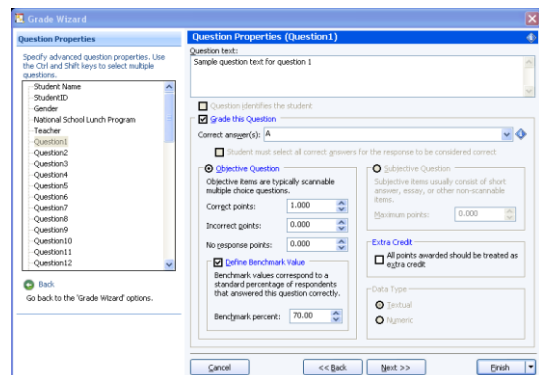 Grade Wizard
Question Properties
Specify advanced question properties. Use
the Ctrl and Shift keys to select multiple
questions.
Student Name
StudentID
Gender
National School Lunch Program
Teacher
Question1
Question2
Question3
Question4
Question5
Question6
Question7
Question8
Question9
Question10
Question11
Question12
Back
Go back to the 'Grade Wizard' options.
Question Properties (Question1)
Question text:
Sample question text for question 1
Question identifies the student
Grade this Question
Correct answer(s): A
Student must select all correct answers for the response to be considered correct
Objective Question
Objective items are typically scannable
multiple choice questions.
Correct points: 1.000
Incorrect points: 0.000
No response points: 0.000
Define Benchmark Value
Benchmark values correspond to a
standard percentage of respondents
that answered this question correctly.
Benchmark percent: 70.00
Subjective Question
Subjective items usually consist of short
answer, essay, or other non-scannable
items.
Maximum points: 0.000
Extra Credit
All points awarded should be treated as
extra credit
Data Type
Textual
Numeric
Cancel
<< Back
Next >>
Finish